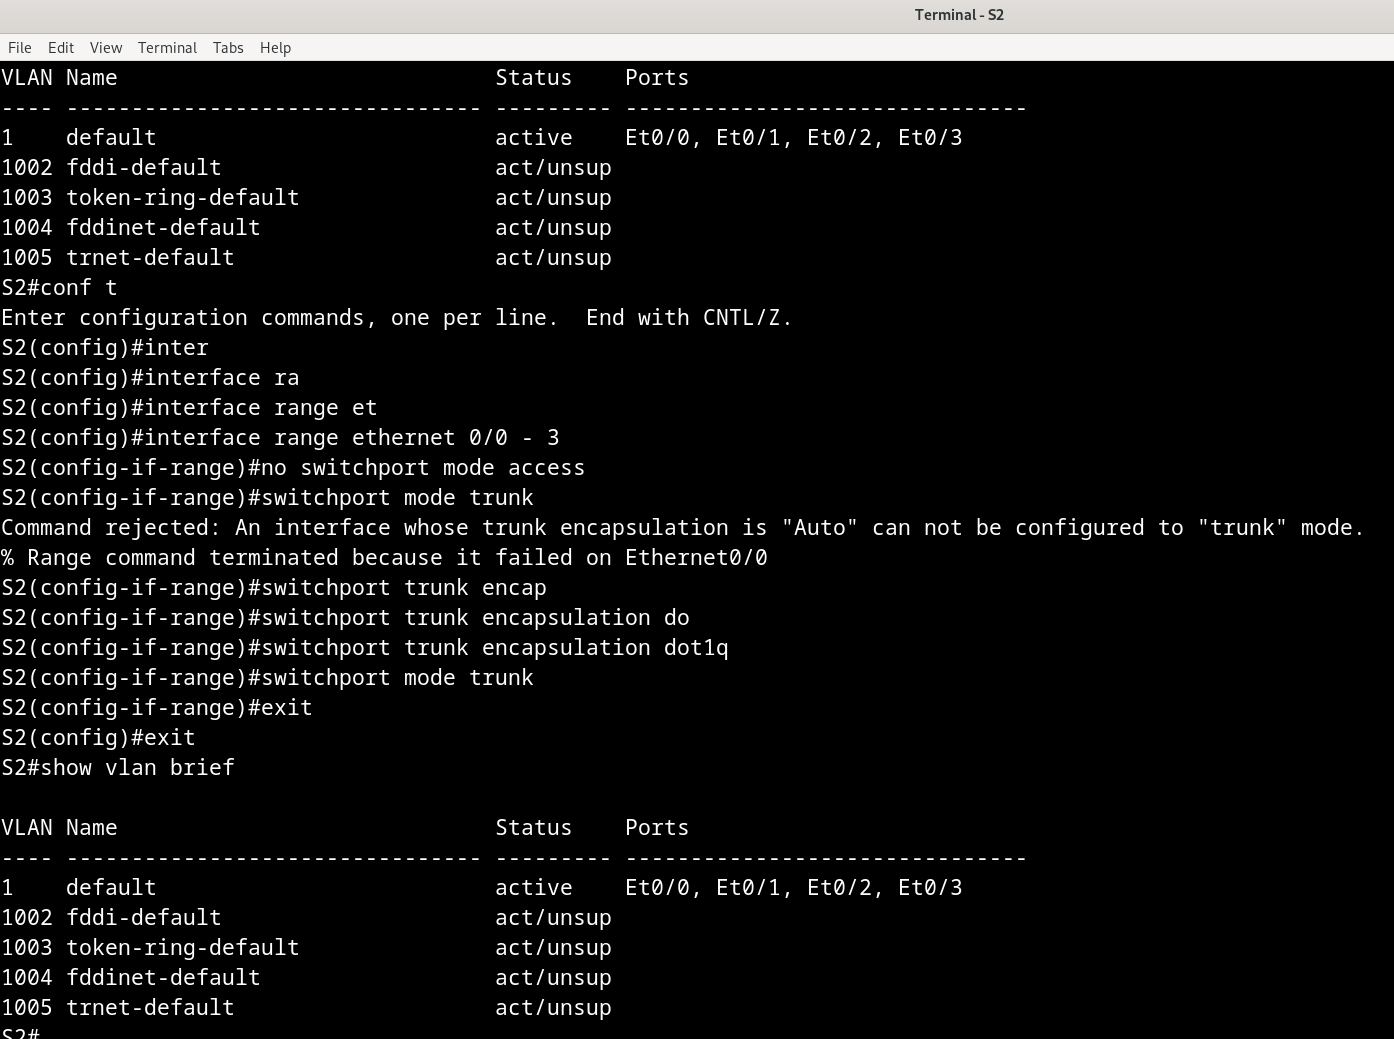 Terminal - S2
File Edit View Terminal Tabs Help
VLAN Name                             Status    Ports
---- -------------------------------- --------- -------------------------------
1    default                          active    Et0/0, Et0/1, Et0/2, Et0/3
1002 fddi-default                     act/unsup
1003 token-ring-default               act/unsup
1004 fddinet-default                  act/unsup
1005 trnet-default                    act/unsup
S2#conf t
Enter configuration commands, one per line.  End with CNTL/Z.
S2(config)#inter
S2(config)#interface ra
S2(config)#interface range et
S2(config)#interface range ethernet 0/0 - 3
S2(config-if-range)#no switchport mode access
S2(config-if-range)#switchport mode trunk
Command rejected: An interface whose trunk encapsulation is "Auto" can not be configured to "trunk" mode.
% Range command terminated because it failed on Ethernet0/0
S2(config-if-range)#switchport trunk encap
S2(config-if-range)#switchport trunk encapsulation do
S2(config-if-range)#switchport trunk encapsulation dot1q
S2(config-if-range)#switchport mode trunk
S2(config-if-range)#exit
S2(config)#exit
S2#show vlan brief

VLAN Name                             Status    Ports
---- -------------------------------- --------- -------------------------------
1    default                          active    Et0/0, Et0/1, Et0/2, Et0/3
1002 fddi-default                     act/unsup
1003 token-ring-default               act/unsup
1004 fddinet-default                  act/unsup
1005 trnet-default                    act/unsup
S2#